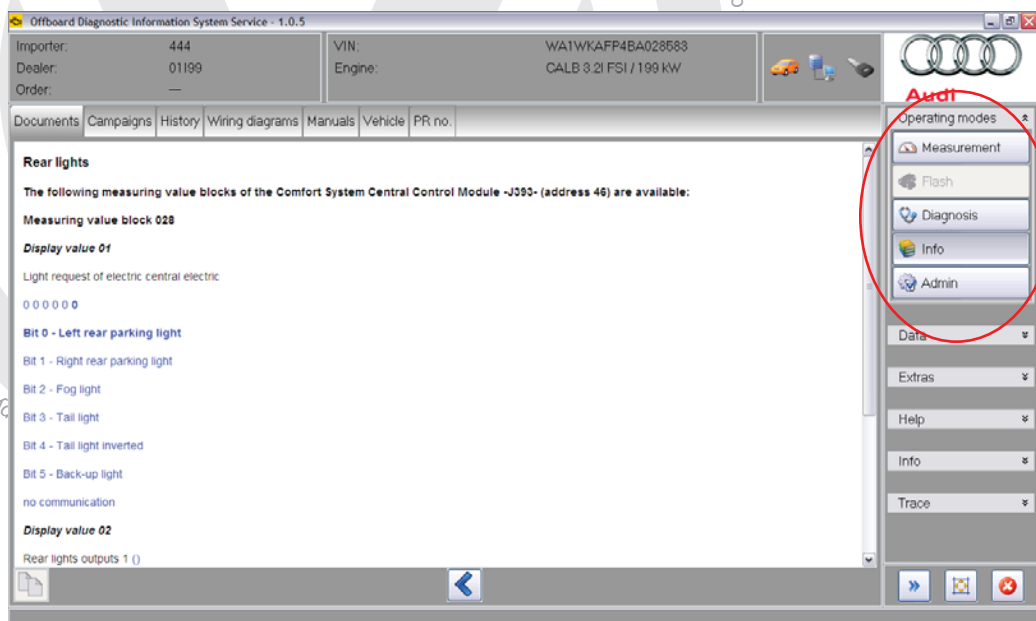 Offboard Diagnostic Information System Service - 1.0.5
Importer: 444
Dealer: 01199
Order: —
VIN: WA1WKAFP4BA028583
Engine: CALB 3.2l FSI / 199 kW
Audi
Documents Campaigns History Wiring diagrams Manuals Vehicle PR no.
Rear lights
The following measuring value blocks of the Comfort System Central Control Module -J393- (address 46) are available:
Measuring value block 028
Display value 01
Light request of electric central electric
0 0 0 0 0 0
Bit 0 - Left rear parking light
Bit 1 - Right rear parking light
Bit 2 - Fog light
Bit 3 - Tail light
Bit 4 - Tail light inverted
Bit 5 - Back-up light
no communication
Display value 02
Rear lights outputs 1 ()
Operating modes
Measurement
Flash
Diagnosis
Info
Admin
Data
Extras
Help
Info
Trace